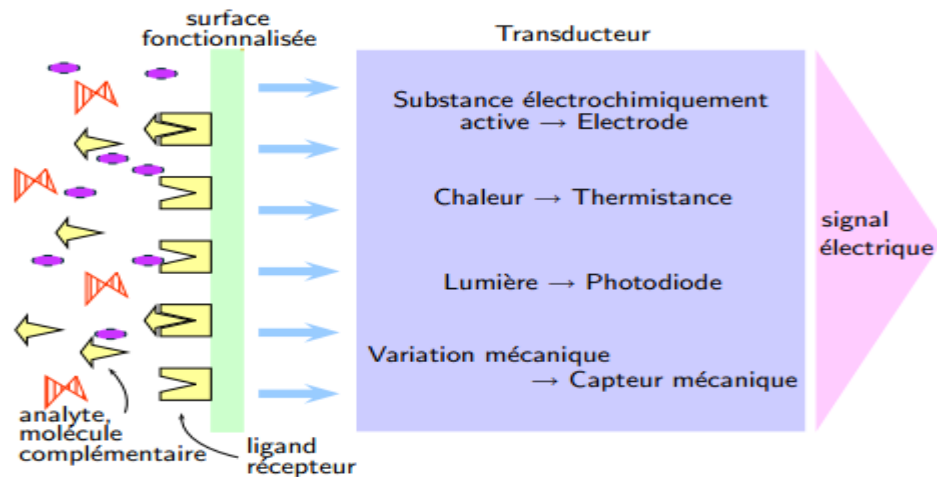 surface
fonctionnalisée
Transducteur
Substance électrochimiquement
active → Electrode
Chaleur → Thermistance
Lumière → Photodiode
Variation mécanique
→ Capteur mécanique
signal
électrique
analyte,
molécule
complémentaire
ligand
récepteur